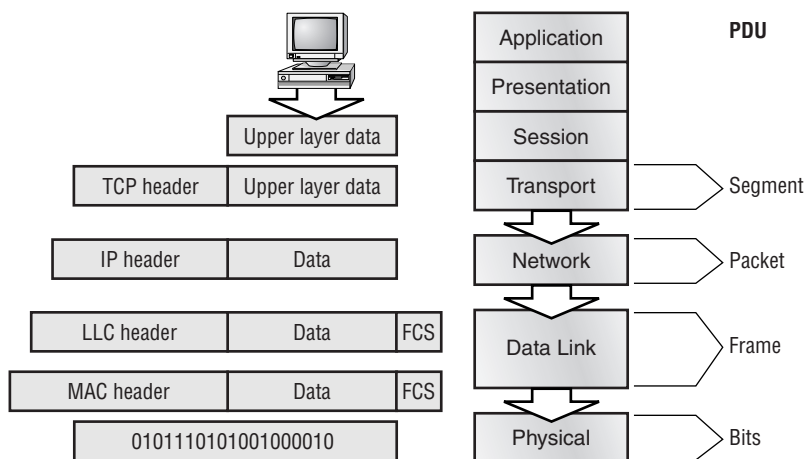 Application PDU
Presentation
Upper layer data Session
TCP header Upper layer data Transport Segment
IP header Data Network Packet
LLC header Data FCS Data Link Frame
MAC header Data FCS
0101110101001000010 Physical Bits